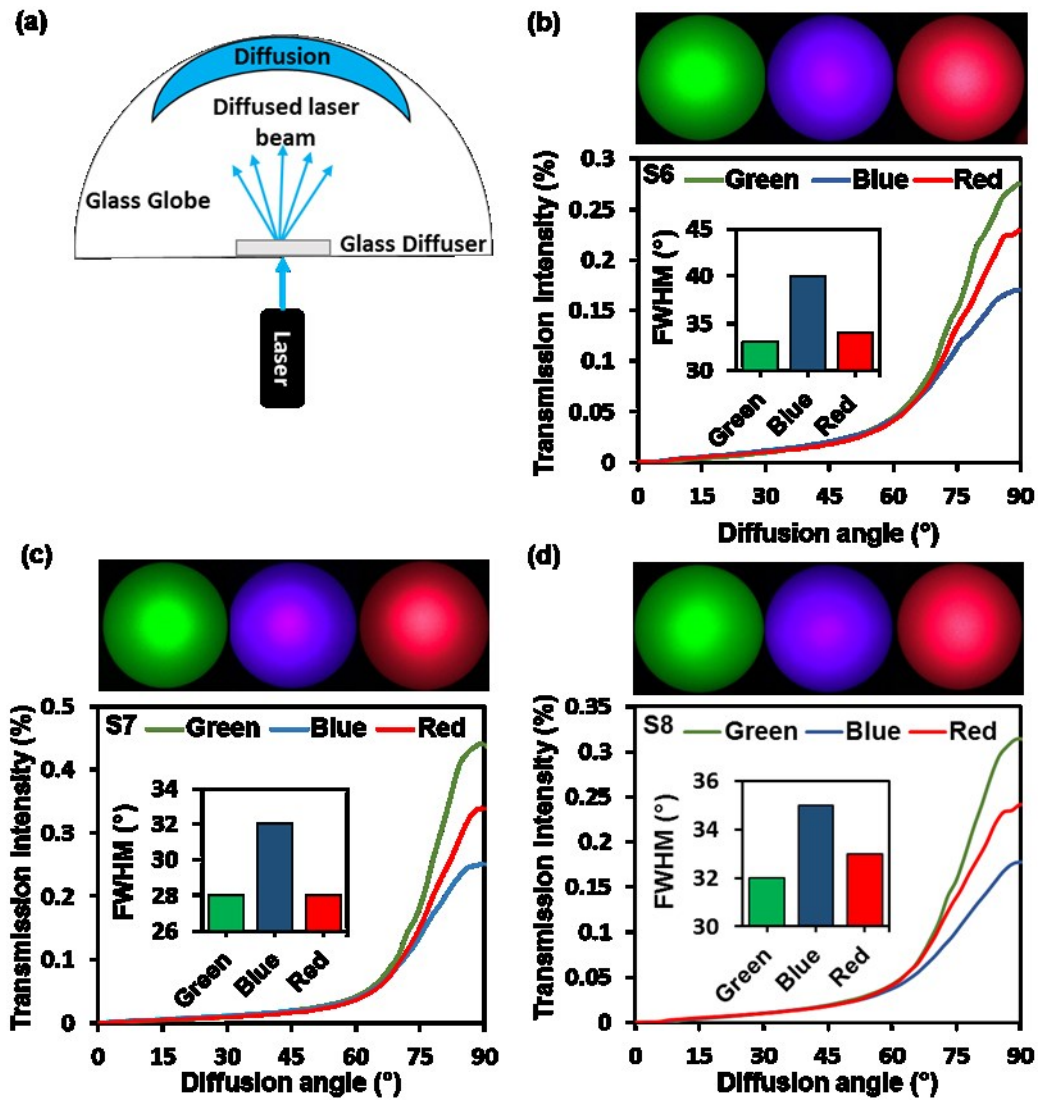 (a)
Diffusion
Diffused laser
beam
Glass Globe
Glass Diffuser
Laser
(b)
S6 Green Blue Red
Transmission Intensity (%)
0.3
0.25
0.2
0.15
0.1
0.05
0
FWHM (°)
45
40
35
30
Green
Blue
Red
0 15 30 45 60 75 90
Diffusion angle (°)
(c)
S7 Green Blue Red
Transmission Intensity (%)
0.5
0.4
0.3
0.2
0.1
0
FWHM (°)
34
32
30
28
26
Green
Blue
Red
0 15 30 45 60 75 90
Diffusion angle (°)
(d)
S8 Green Blue Red
Transmission Intensity (%)
0.35
0.3
0.25
0.2
0.15
0.1
0.05
0
FWHM (°)
36
34
32
30
Green
Blue
Red
0 15 30 45 60 75 90
Diffusion angle (°)